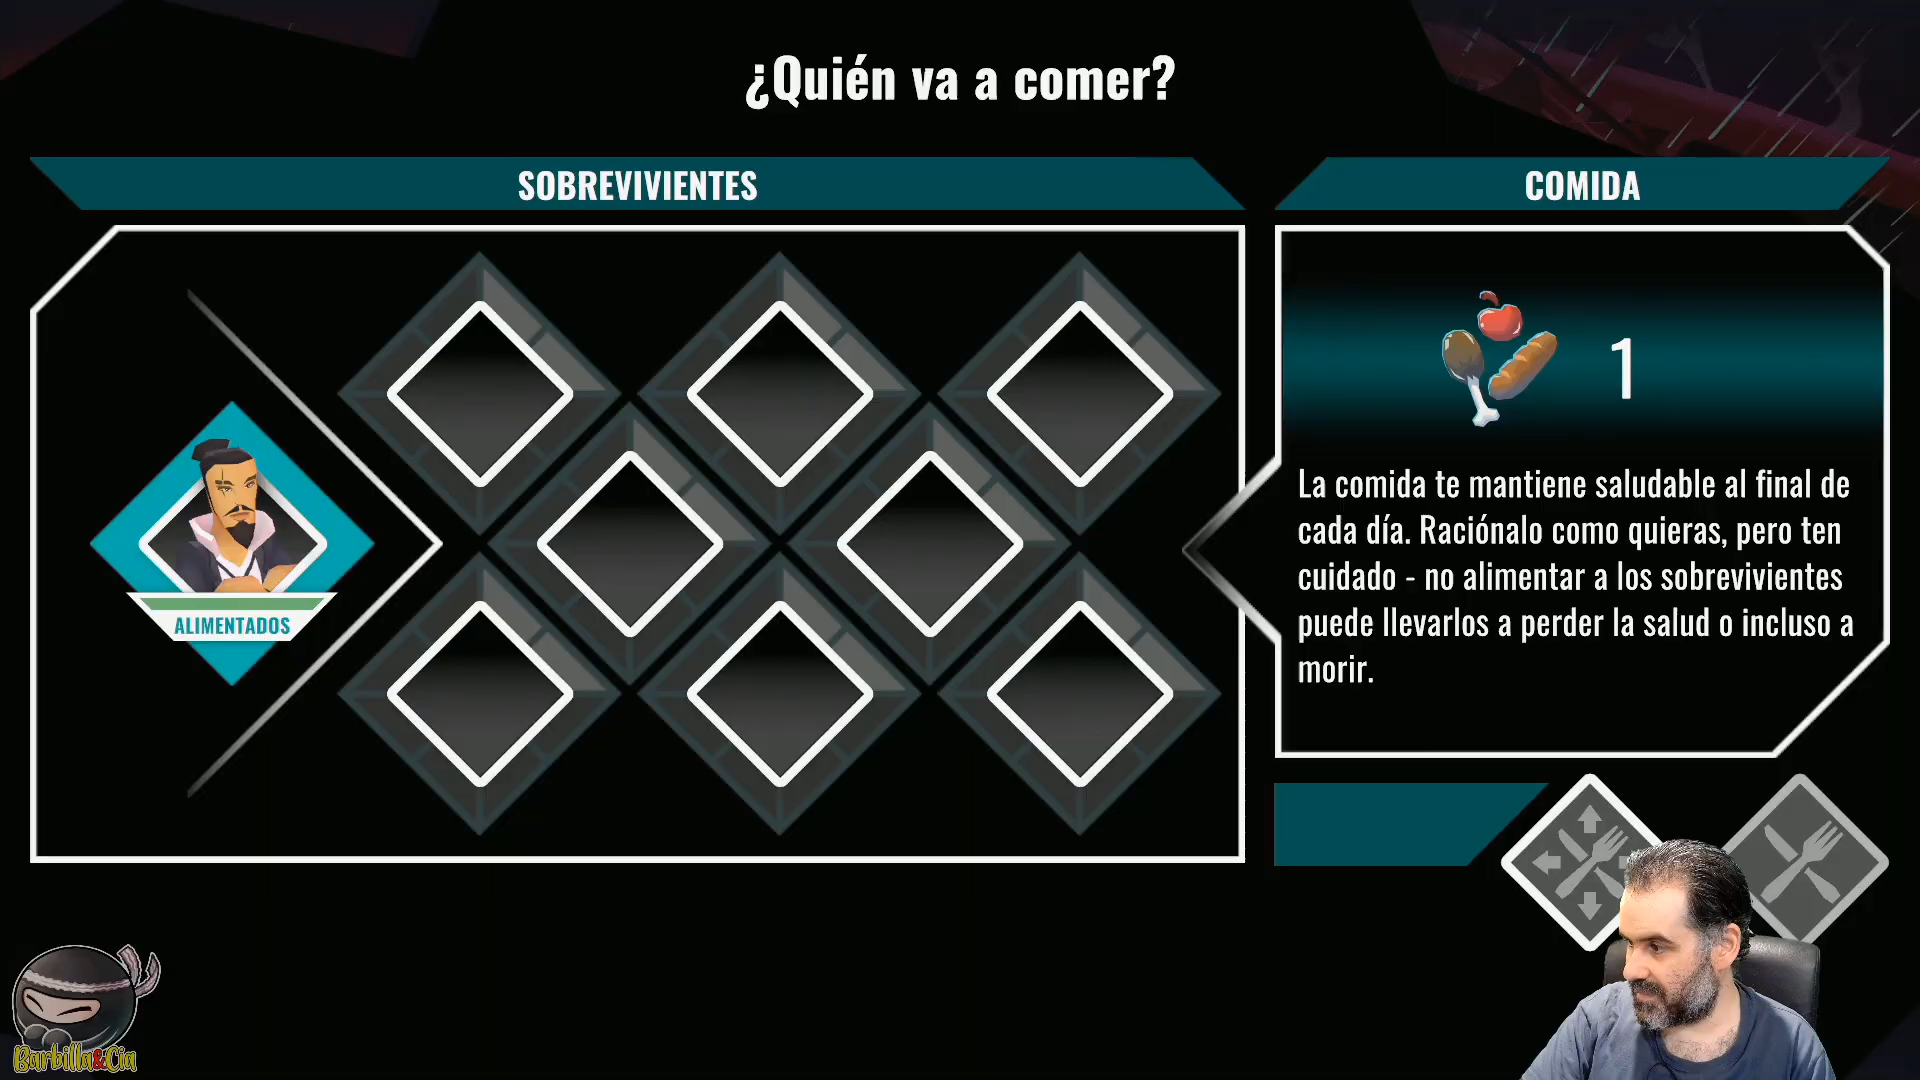 ¿Quién va a comer?
SOBREVIVIENTES
COMIDA
1
La comida te mantiene saludable al final de
cada día. Raciónalo como quieras, pero ten
cuidado - no alimentar a los sobrevivientes
puede llevarlos a perder la salud o incluso a
morir.
ALIMENTADOS
Barbilla&Cia